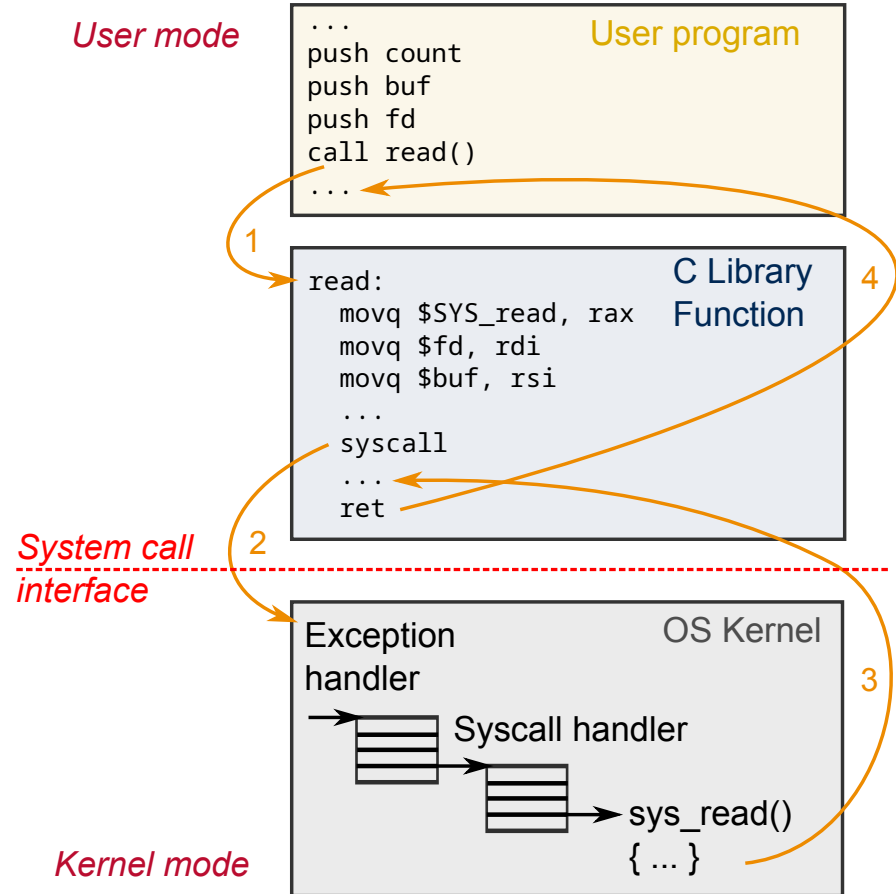 User mode
User program
...
push count
push buf
push fd
call read()
...
1
4
C Library
Function
read:
movq $SYS_read, rax
movq $fd, rdi
movq $buf, rsi
...
syscall
...
ret
2
System call
interface
OS Kernel
Exception
handler
3
Syscall handler
sys_read()
{ ... }
Kernel mode